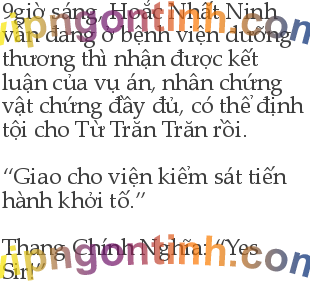 9giờ sáng, Hoắc Nhất Ninh
vẫn đang ở bệnh viện dưỡng
thương thì nhận được kết
luận của vụ án, nhân chứng
vật chứng đầy đủ, có thể định
tội cho Từ Trăn Trăn rồi.
“Giao cho viện kiểm sát tiến
hành khởi tố.”
Thang Chính Nghĩa: “Yes
Sir!”